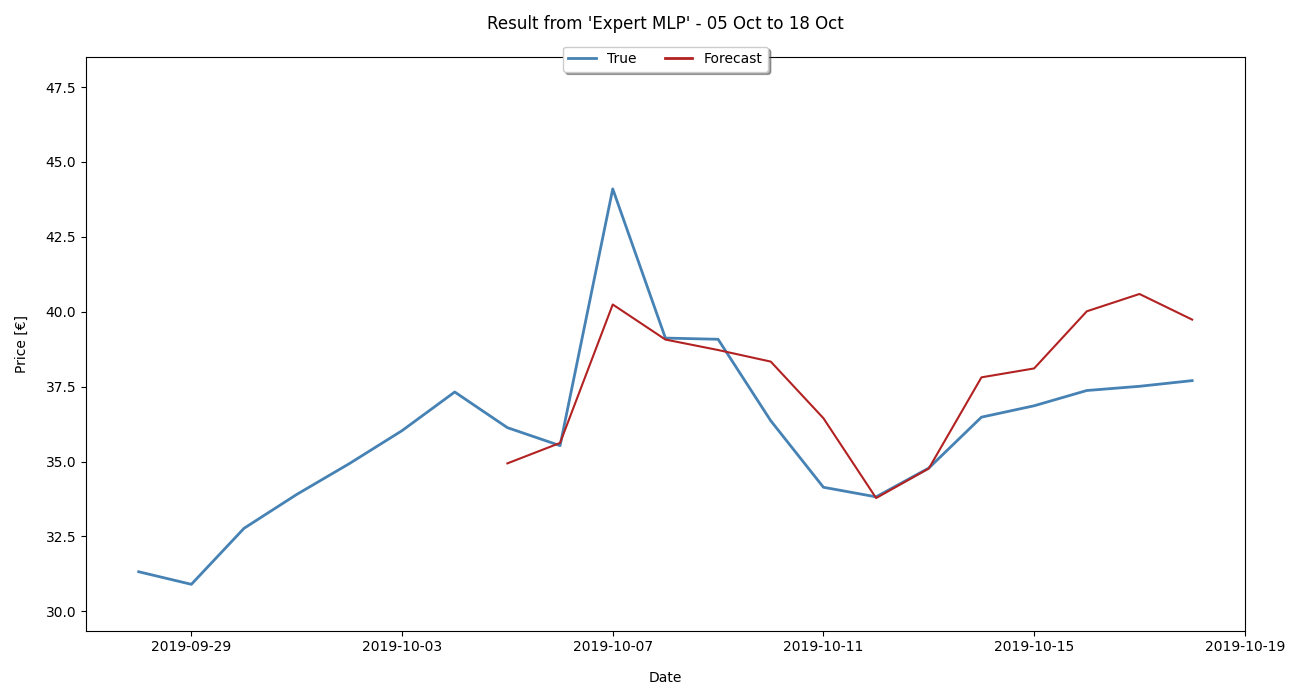 Result from 'Expert MLP' - 05 Oct to 18 Oct
True Forecast
47.5
45.0
42.5
40.0
37.5
35.0
32.5
30.0
Price [€]
2019-09-29 2019-10-03 2019-10-07 2019-10-11 2019-10-15 2019-10-19
Date